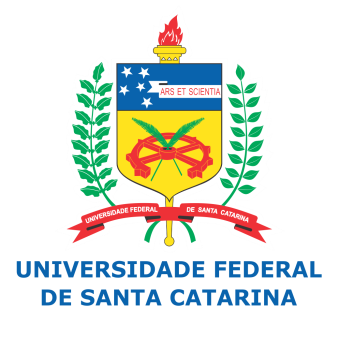 ARS ET SCIENTIA
UNIVERSIDADE FEDERAL DE SANTA CATARINA
UNIVERSIDADE FEDERAL
DE SANTA CATARINA